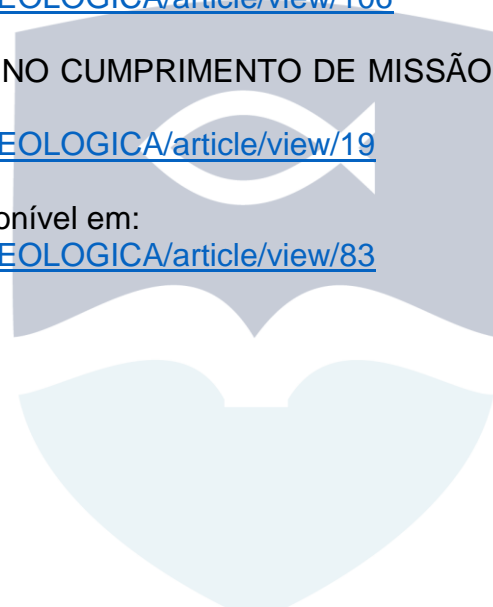 EOLOGICA/article/view/106
NO CUMPRIMENTO DE MISSÃO
EOLOGICA/article/view/19
onível em:
EOLOGICA/article/view/83